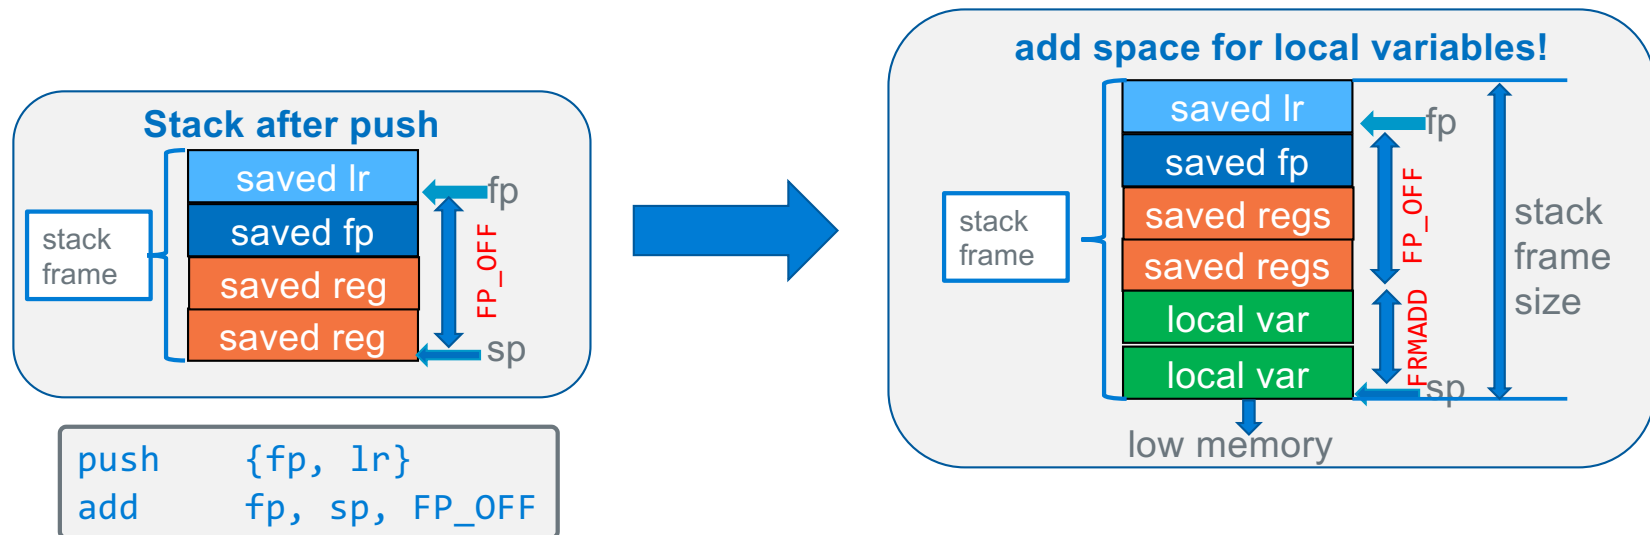 Stack after push
saved lr
saved fp
saved reg
saved reg
stack
frame
fp
FP_OFF
sp
push {fp, lr}
add fp, sp, FP_OFF
add space for local variables!
saved lr
saved fp
saved regs
saved regs
local var
local var
stack
frame
fp
FP_OFF
FRMADD
sp
stack
frame
size
low memory